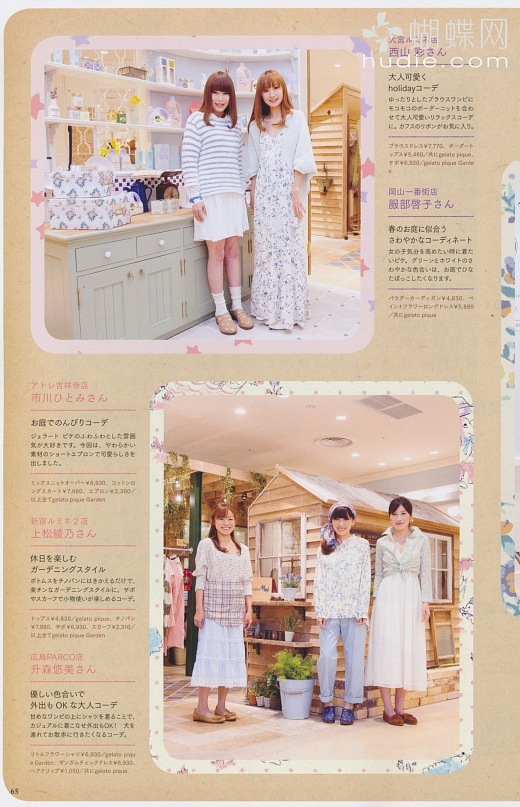 蝴蝶网
hudie.com
大宮ルミネ店
西山 彩さん
大人可愛く
holidayコーデ
ゆったりとしたブラウスワンピに
モコモコのボーダーニットを合わ
せて大人可愛いリラックスコーデ
に。カフスのリボンがお気に入り。
ブラウスドレス¥7,770、ボーダート
ップス¥5,460/共にgelato pique、
サボ¥6,930/gelato pique Garde
n
岡山一番街店
服部啓子さん
春のお庭に似合う
さわやかなコーディネート
女の子気分を高めたい時に着た
いピケ。グリーンとホワイトのさ
わやかな色合いは、お庭でひな
たぼっこしたくなります。
パウダーカーディガン¥4,830、ペ
イントフラワーロングドレス¥5,880
/共にgelato pique
アトレ吉祥寺店
市川ひとみさん
お庭でのんびりコーデ
ジェラート ピケのふわふわとした雰囲
気が大好きです。今回は、やわらかい
素材のショートエプロンで可愛らしさを
出しました。
ミックスニットオーバー¥6,930、コットンロ
ングスカート¥7,980、エプロン¥3,360/
以上全てgelato pique Garden
新宿ルミネ2店
上松綾乃さん
休日を楽しむ
ガーデニングスタイル
ボトムスをチノパンにはきかえるだけで、
楽チンなガーデニングスタイルに。サボ
やスカーフで小物使いが楽しめるコーデ。
トップス¥4,830/gelato pique、チノパン
¥7,980、サボ¥6,930、スカーフ¥2,310/
以上全てgelato pique Garden
広島PARCO店
升森悠美さん
優しい色合いで
外出もOKな大人コーデ
甘めなワンピの上にシャツを着ることで、
カジュアルに着こなせ外出もOK! 犬を
連れてお散歩に行きたくなるコーデ。
リトルフラワーシャツ¥6,930/gelato piqu
e Garden、ギンガムチェックドレス¥6,930、
ヘアクリップ¥1,050/共にgelato pique
65